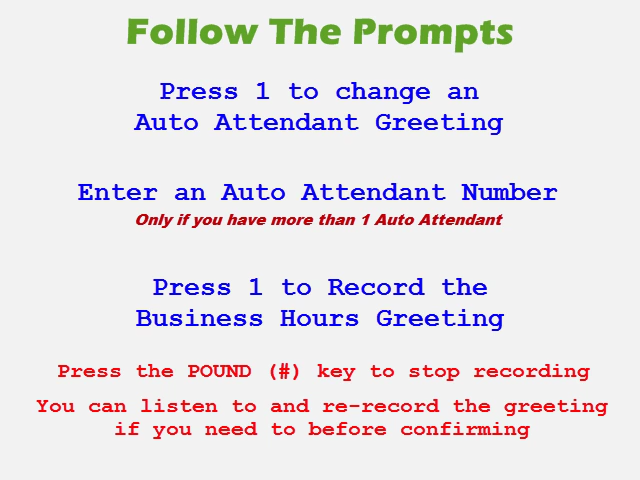 Follow The Prompts
Press 1 to change an
Auto Attendant Greeting
Enter an Auto Attendant Number
Only if you have more than 1 Auto Attendant
Press 1 to Record the
Business Hours Greeting
Press the POUND (#) key to stop recording
You can listen to and re-record the greeting
if you need to before confirming